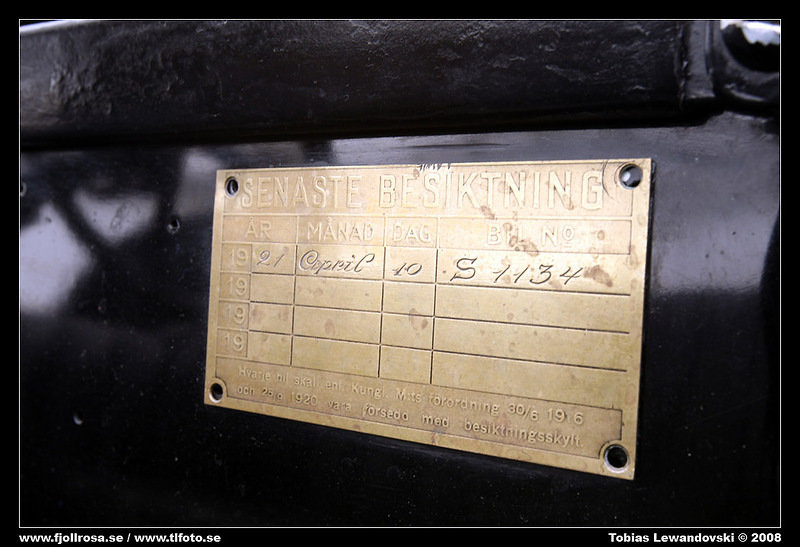 SENASTE BESIKTNING
ÅR MÅNAD DAG BIL NO
19 21 April 10 S 1134
19
19
19
Hvarje bil skall enl. Kungl. M:ts förordning 30/6 1916
och 25/6 1920 vara försedd med besiktningsskylt.
www.fjollrosa.se / www.tlfoto.se
Tobias Lewandovski © 2008